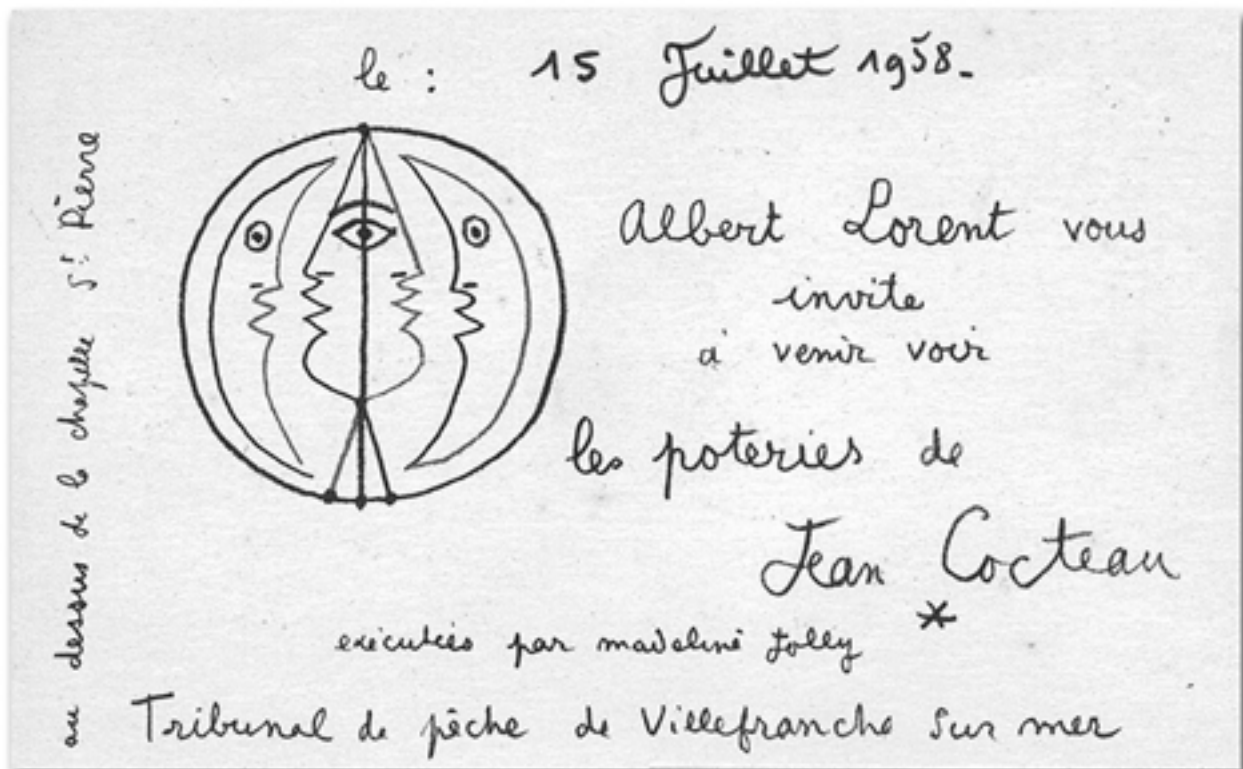 le : 15 Juillet 1958.
Albert Lorent vous
invite
à venir voir
les poteries de
Jean Cocteau
*
exécutées par madeline Jolly
Tribunal de pêche de Villefranche sur mer
au dessus de la chapelle St Pierre